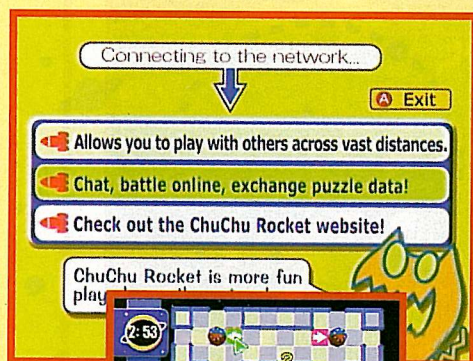 Connecting to the network...
A Exit
Allows you to play with others across vast distances.
Chat, battle online, exchange puzzle data!
Check out the ChuChu Rocket website!
ChuChu Rocket is more fun
play
2:53